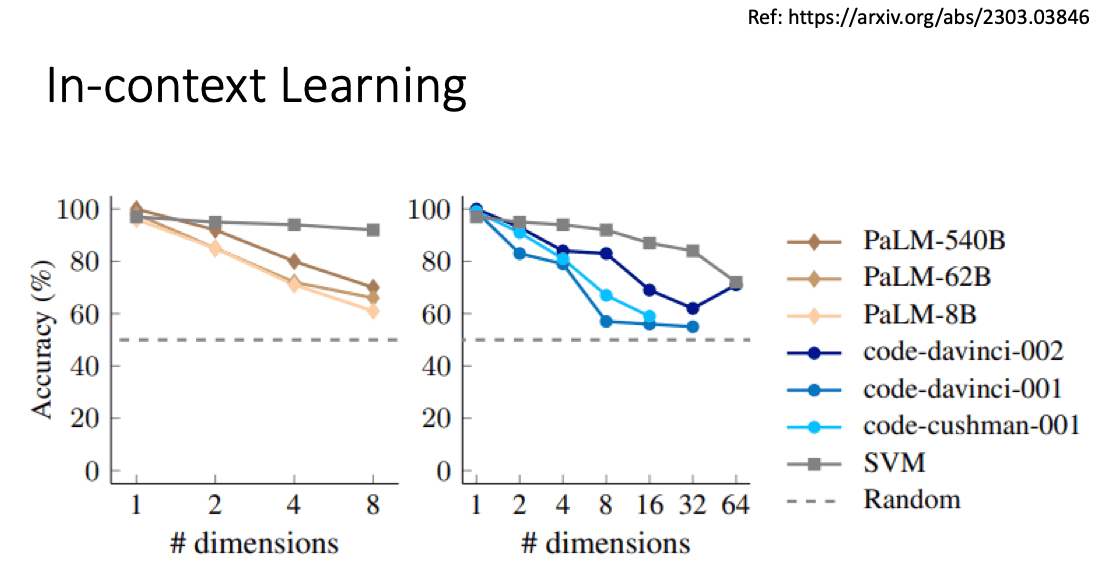 Ref: https://arxiv.org/abs/2303.03846
In-context Learning
Accuracy (%)
100
80
60
40
20
0
1 2 4 8
# dimensions
100
80
60
40
20
0
1 2 4 8 16 32 64
# dimensions
PaLM-540B
PaLM-62B
PaLM-8B
code-davinci-002
code-davinci-001
code-cushman-001
SVM
Random